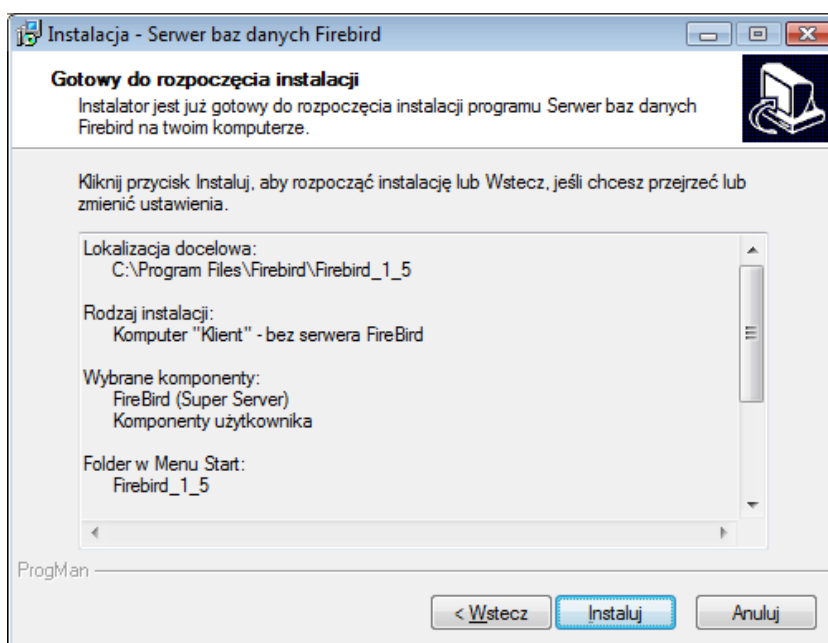 Instalacja - Serwer baz danych Firebird
Gotowy do rozpoczęcia instalacji
Instalator jest już gotowy do rozpoczęcia instalacji programu Serwer baz danych
Firebird na twoim komputerze.
Kliknij przycisk Instaluj, aby rozpocząć instalację lub Wstecz, jeśli chcesz przejrzeć lub
zmienić ustawienia.
Lokalizacja docelowa:
C:\Program Files\Firebird\Firebird_1_5
Rodzaj instalacji:
Komputer "Klient" - bez serwera FireBird
Wybrane komponenty:
FireBird (Super Server)
Komponenty użytkownika
Folder w Menu Start:
Firebird_1_5
ProgMan
< Wstecz
Instaluj
Anuluj